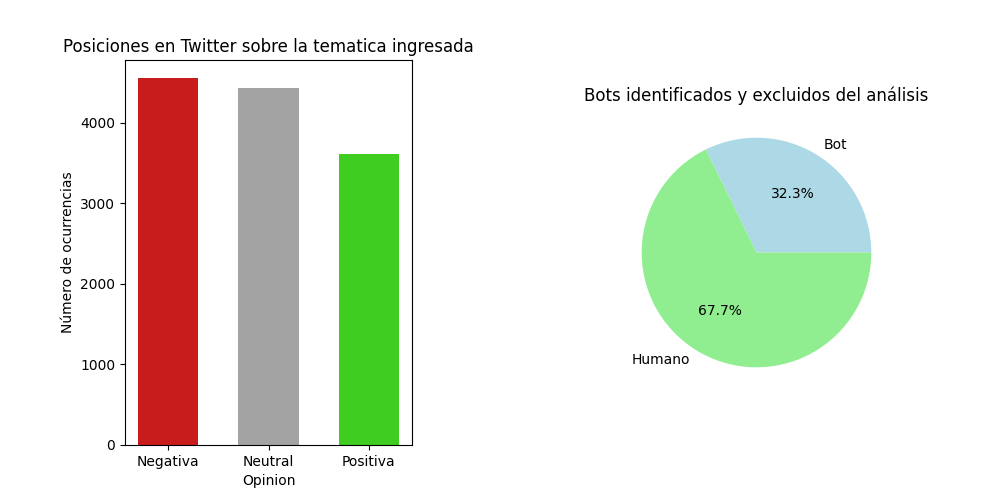 Posiciones en Twitter sobre la tematica ingresada
Número de ocurrencias
4000
3000
2000
1000
0
Negativa
Neutral
Positiva
Opinion
Bots identificados y excluidos del análisis
Bot
32.3%
67.7%
Humano